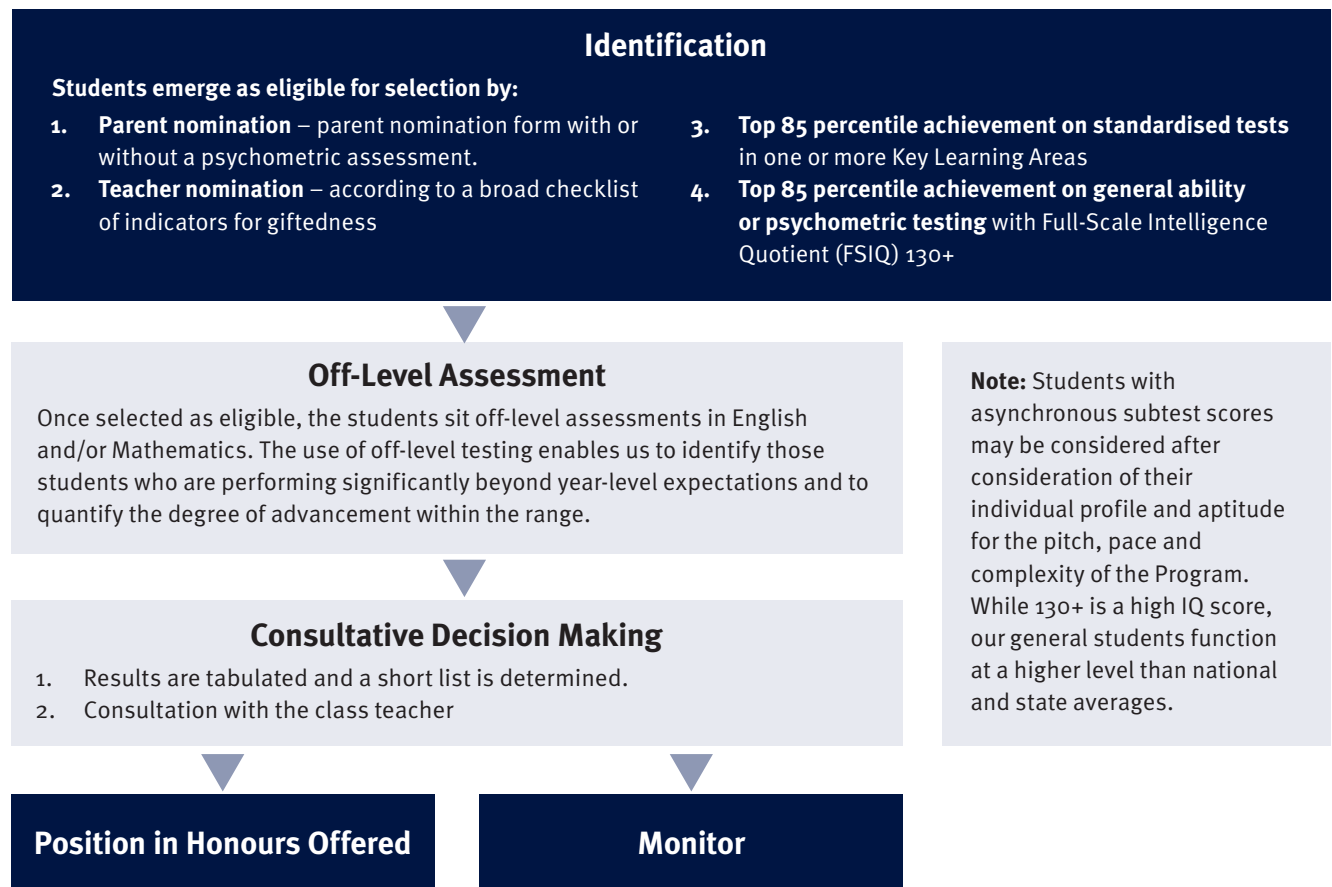 Identification
Students emerge as eligible for selection by:
1. Parent nomination – parent nomination form with or
without a psychometric assessment.
2. Teacher nomination – according to a broad checklist
of indicators for giftedness
3. Top 85 percentile achievement on standardised tests
in one or more Key Learning Areas
4. Top 85 percentile achievement on general ability
or psychometric testing with Full-Scale Intelligence
Quotient (FSIQ) 130+
Off-Level Assessment
Once selected as eligible, the students sit off-level assessments in English
and/or Mathematics. The use of off-level testing enables us to identify those
students who are performing significantly beyond year-level expectations and to
quantify the degree of advancement within the range.
Note: Students with
asynchronous subtest scores
may be considered after
consideration of their
individual profile and aptitude
for the pitch, pace and
complexity of the Program.
While 130+ is a high IQ score,
our general students function
at a higher level than national
and state averages.
Consultative Decision Making
1. Results are tabulated and a short list is determined.
2. Consultation with the class teacher
Position in Honours Offered
Monitor